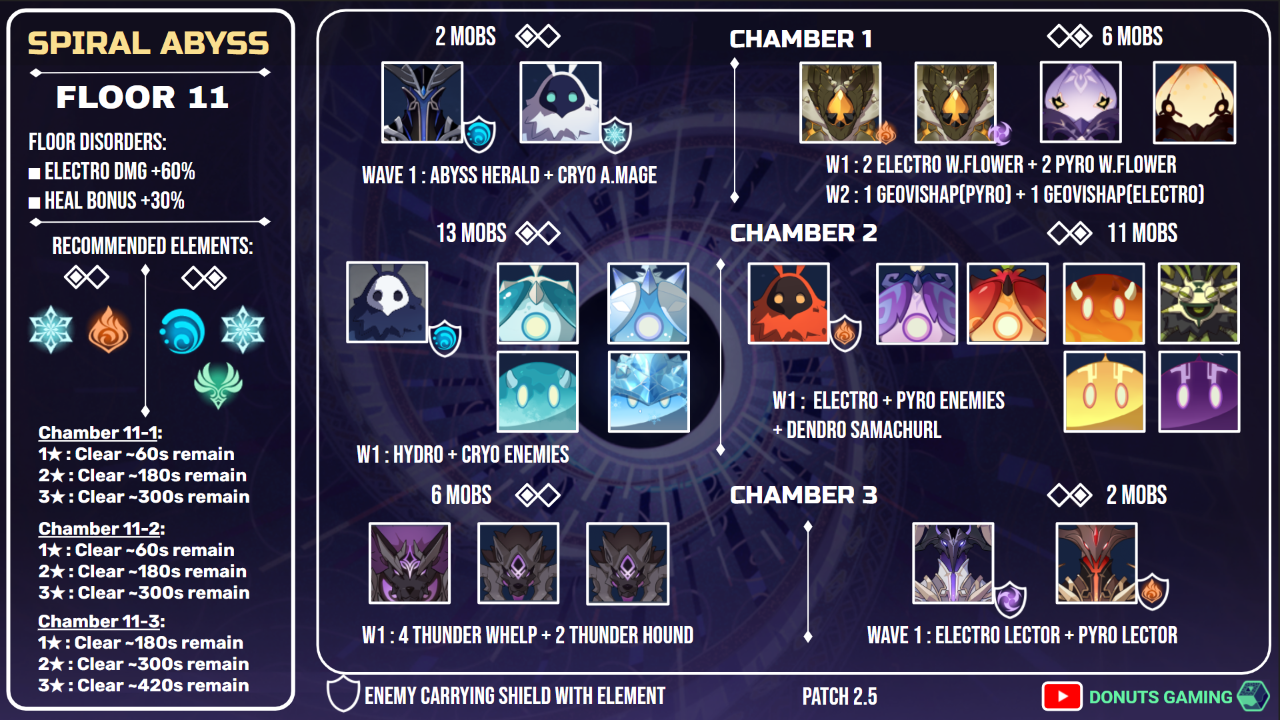 SPIRAL ABYSS
FLOOR 11
FLOOR DISORDERS:
ELECTRO DMG +60%
HEAL BONUS +30%
RECOMMENDED ELEMENTS:
Chamber 11-1:
1★: Clear ~60s remain
2★: Clear ~180s remain
3★: Clear ~300s remain
Chamber 11-2:
1★: Clear ~60s remain
2★: Clear ~180s remain
3★: Clear ~300s remain
Chamber 11-3:
1★: Clear ~180s remain
2★: Clear ~300s remain
3★: Clear ~420s remain
2 MOBS
CHAMBER 1
6 MOBS
WAVE 1 : ABYSS HERALD + CRYO A.MAGE
W1 : 2 ELECTRO W.FLOWER + 2 PYRO W.FLOWER
W2 : 1 GEOVISHAP(PYRO) + 1 GEOVISHAP(ELECTRO)
13 MOBS
CHAMBER 2
11 MOBS
W1 : HYDRO + CRYO ENEMIES
W1 : ELECTRO + PYRO ENEMIES
+ DENDRO SAMACHURL
6 MOBS
CHAMBER 3
2 MOBS
W1 : 4 THUNDER WHELP + 2 THUNDER HOUND
WAVE 1 : ELECTRO LECTOR + PYRO LECTOR
ENEMY CARRYING SHIELD WITH ELEMENT
PATCH 2.5
DONUTS GAMING